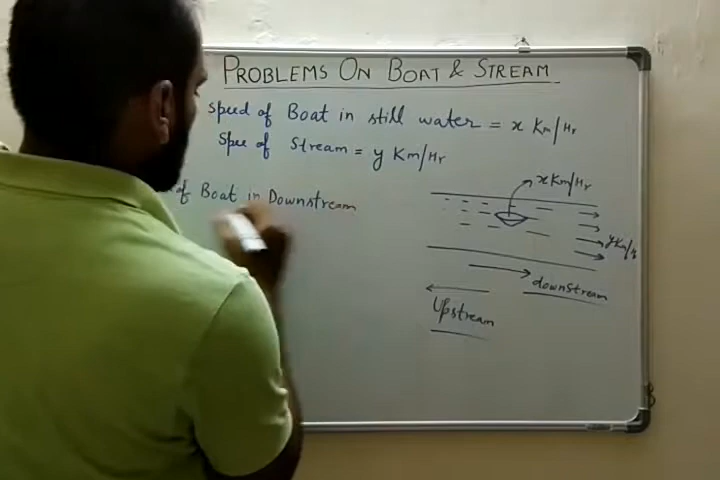 PROBLEMS ON BOAT & STREAM
Speed of Boat in still water = x Km/Hr
Spee of Stream = y Km/Hr
of Boat in Downstream
x Km/Hr
y Km/H
downstream
Upstream